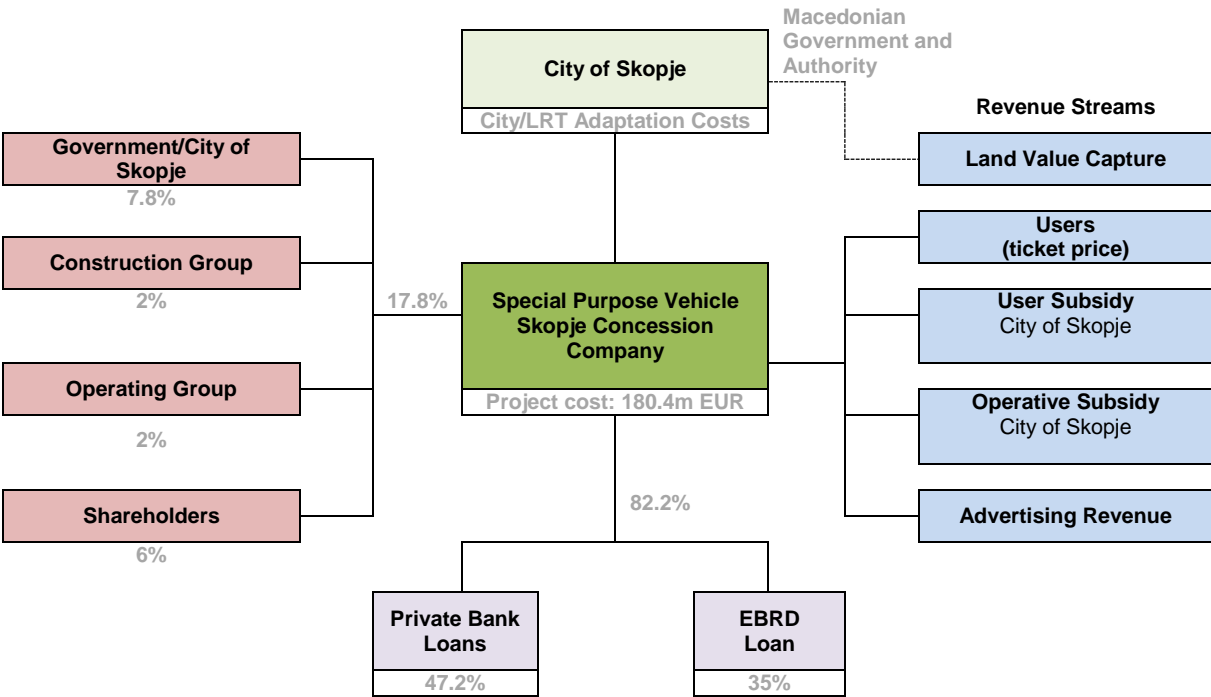 Macedonian
Government and
Authority
City of Skopje
City/LRT Adaptation Costs
Revenue Streams
Government/City of
Skopje
7.8%
Land Value Capture
Construction Group
2%
Users
(ticket price)
17.8%
Special Purpose Vehicle
Skopje Concession
Company
Project cost: 180.4m EUR
User Subsidy
City of Skopje
Operating Group
2%
Operative Subsidy
City of Skopje
Shareholders
6%
82.2%
Advertising Revenue
Private Bank
Loans
47.2%
EBRD
Loan
35%